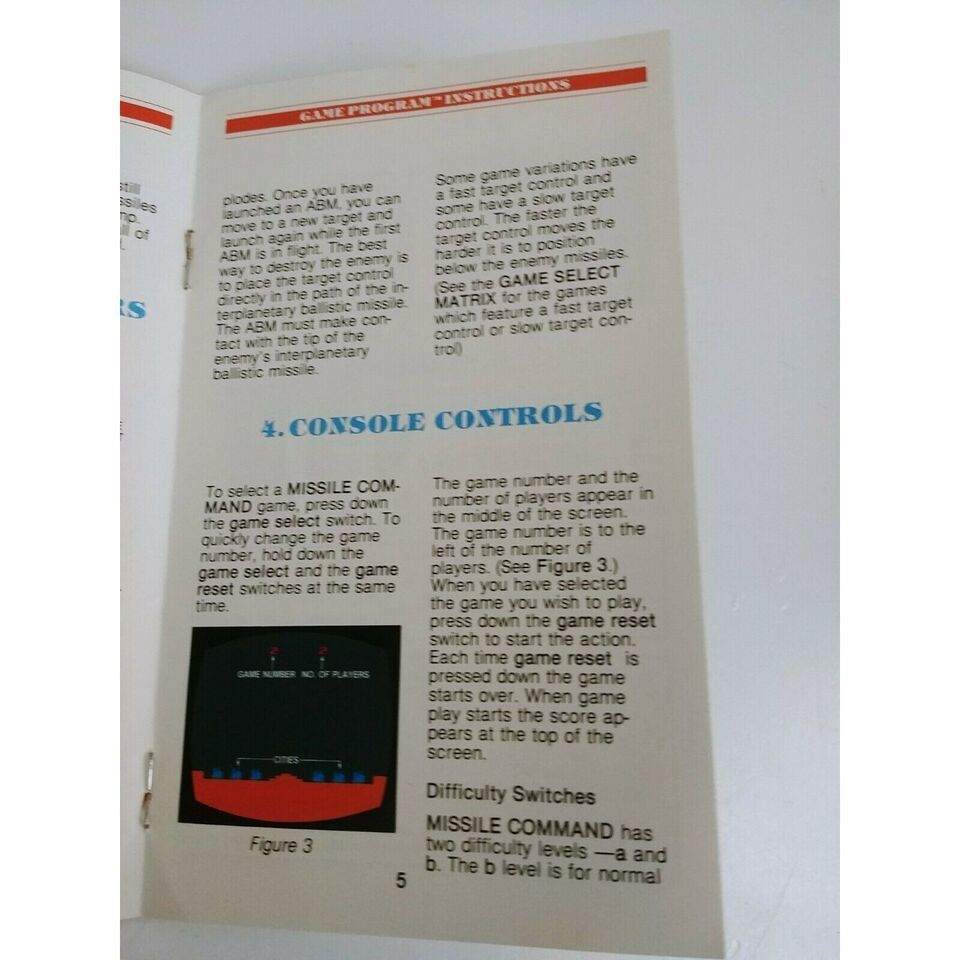 still
ssiles
mp.
ll of
RS
GAME PROGRAM™ INSTRUCTIONS
plodes. Once you have
launched an ABM, you can
move to a new target and
launch again while the first
ABM is in flight. The best
way to destroy the enemy is
to place the target control
directly in the path of the in-
terplanetary ballistic missile.
The ABM must make con-
tact with the tip of the
enemy's interplanetary
ballistic missile.
Some game variations have
a fast target control and
some have a slow target
control. The faster the
target control moves the
harder it is to position
below the enemy missiles.
(See the GAME SELECT
MATRIX for the games
which feature a fast target
control or slow target con-
trol)
4. CONSOLE CONTROLS
To select a MISSILE COM-
MAND game, press down
the game select switch. To
quickly change the game
number, hold down the
game select and the game
reset switches at the same
time.
2 2
GAME NUMBER NO. OF PLAYERS
CITIES
Figure 3
The game number and the
number of players appear in
the middle of the screen.
The game number is to the
left of the number of
players. (See Figure 3.)
When you have selected
the game you wish to play,
press down the game reset
switch to start the action.
Each time game reset is
pressed down the game
starts over. When game
play starts the score ap-
pears at the top of the
screen.
Difficulty Switches
MISSILE COMMAND has
two difficulty levels —a and
b. The b level is for normal
5